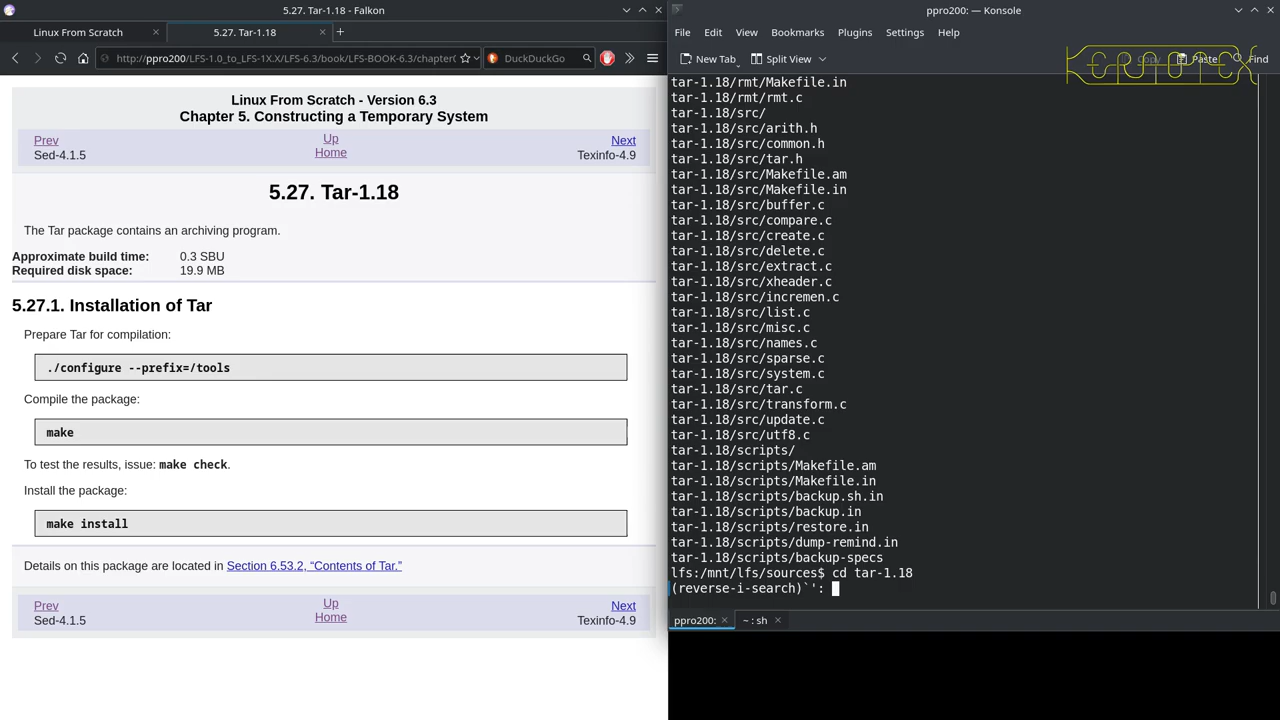 5.27. Tar-1.18 - Falkon
Linux From Scratch
5.27. Tar-1.18
http://ppro200/LFS-1.0_to_LFS-1X.X/LFS-6.3/book/LFS-BOOK-6.3/chapter0
DuckDuckGo
Linux From Scratch - Version 6.3
Chapter 5. Constructing a Temporary System
Prev
Up
Next
Sed-4.1.5
Home
Texinfo-4.9
5.27. Tar-1.18
The Tar package contains an archiving program.
Approximate build time: 0.3 SBU
Required disk space: 19.9 MB
5.27.1. Installation of Tar
Prepare Tar for compilation:
./configure --prefix=/tools
Compile the package:
make
To test the results, issue: make check.
Install the package:
make install
Details on this package are located in Section 6.53.2, “Contents of Tar.”
Prev
Up
Next
Sed-4.1.5
Home
Texinfo-4.9
ppro200: — Konsole
File Edit View Bookmarks Plugins Settings Help
New Tab Split View Copy Paste Find
tar-1.18/rmt/Makefile.in
tar-1.18/rmt/rmt.c
tar-1.18/src/
tar-1.18/src/arith.h
tar-1.18/src/common.h
tar-1.18/src/tar.h
tar-1.18/src/Makefile.am
tar-1.18/src/Makefile.in
tar-1.18/src/buffer.c
tar-1.18/src/compare.c
tar-1.18/src/create.c
tar-1.18/src/delete.c
tar-1.18/src/extract.c
tar-1.18/src/xheader.c
tar-1.18/src/incremen.c
tar-1.18/src/list.c
tar-1.18/src/misc.c
tar-1.18/src/names.c
tar-1.18/src/sparse.c
tar-1.18/src/system.c
tar-1.18/src/tar.c
tar-1.18/src/transform.c
tar-1.18/src/update.c
tar-1.18/src/utf8.c
tar-1.18/scripts/
tar-1.18/scripts/Makefile.am
tar-1.18/scripts/Makefile.in
tar-1.18/scripts/backup.sh.in
tar-1.18/scripts/backup.in
tar-1.18/scripts/restore.in
tar-1.18/scripts/dump-remind.in
tar-1.18/scripts/backup-specs
lfs:/mnt/lfs/sources$ cd tar-1.18
(reverse-i-search)`':
ppro200:
~ : sh